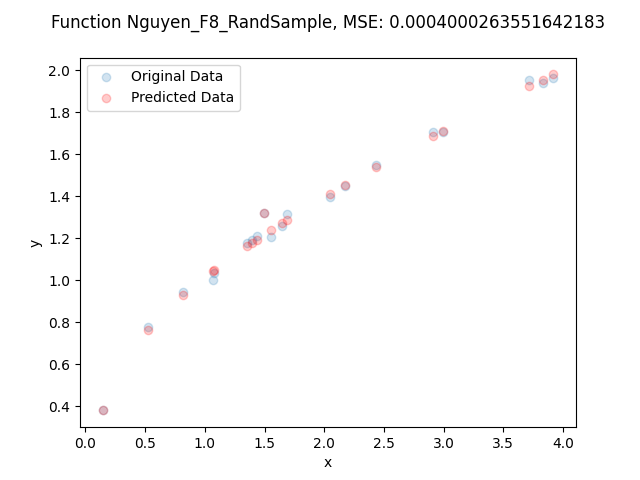 Function Nguyen_F8_RandSample, MSE: 0.0004000263551642183
Original Data
Predicted Data
2.0
1.8
1.6
1.4
1.2
1.0
0.8
0.6
0.4
y
0.0 0.5 1.0 1.5 2.0 2.5 3.0 3.5 4.0
x